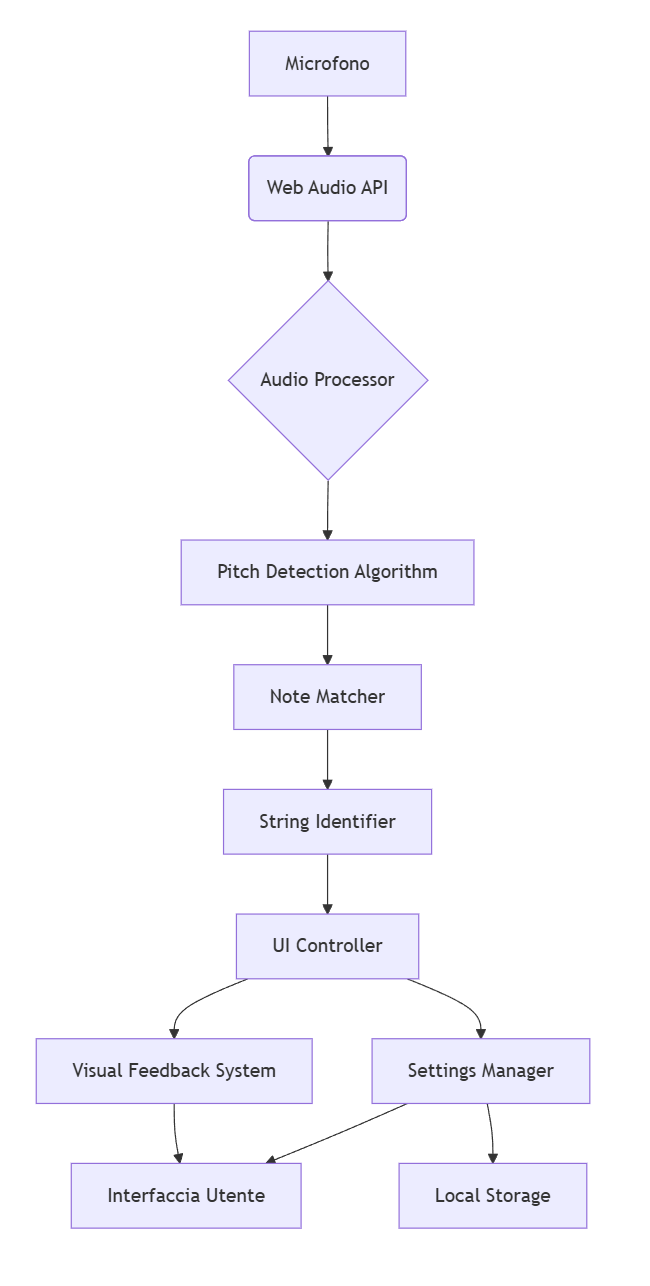 Microfono
Web Audio API
Audio Processor
Pitch Detection Algorithm
Note Matcher
String Identifier
UI Controller
Visual Feedback System
Settings Manager
Interfaccia Utente
Local Storage